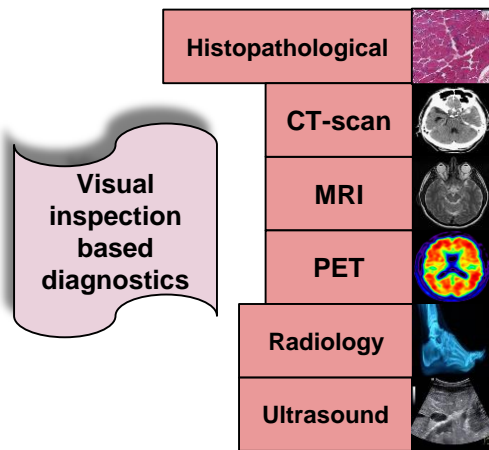 Histopathological
CT-scan
MRI
PET
Radiology
Ultrasound
Visual
inspection
based
diagnostics